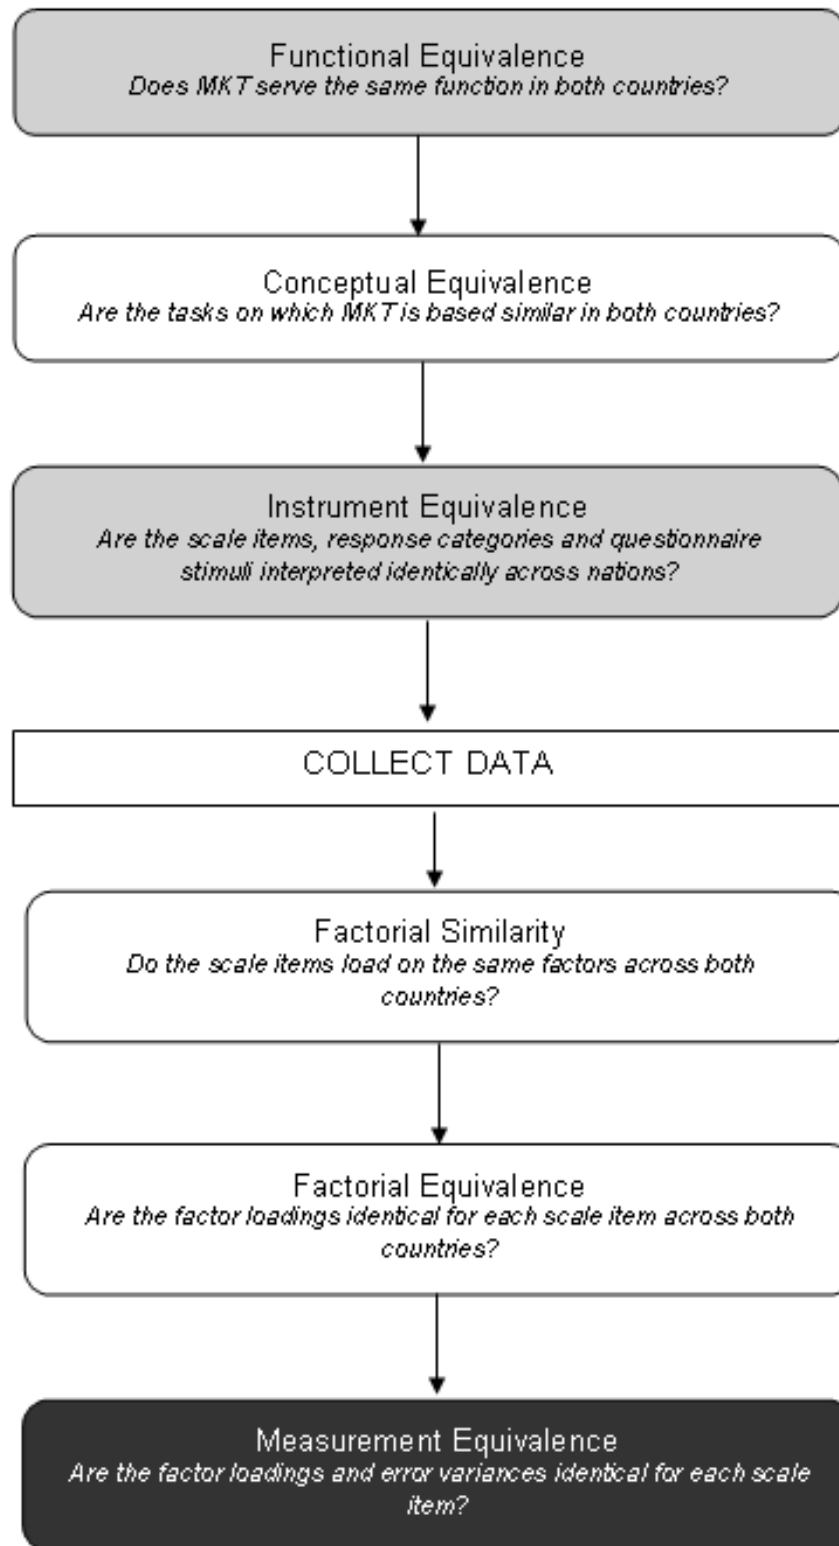 Functional Equivalence
Does MKT serve the same function in both countries?
Conceptual Equivalence
Are the tasks on which MKT is based similar in both countries?
Instrument Equivalence
Are the scale items, response categories and questionnaire
stimuli interpreted identically across nations?
COLLECT DATA
Factorial Similarity
Do the scale items load on the same factors across both
countries?
Factorial Equivalence
Are the factor loadings identical for each scale item across both
countries?
Measurement Equivalence
Are the factor loadings and error variances identical for each scale
item?